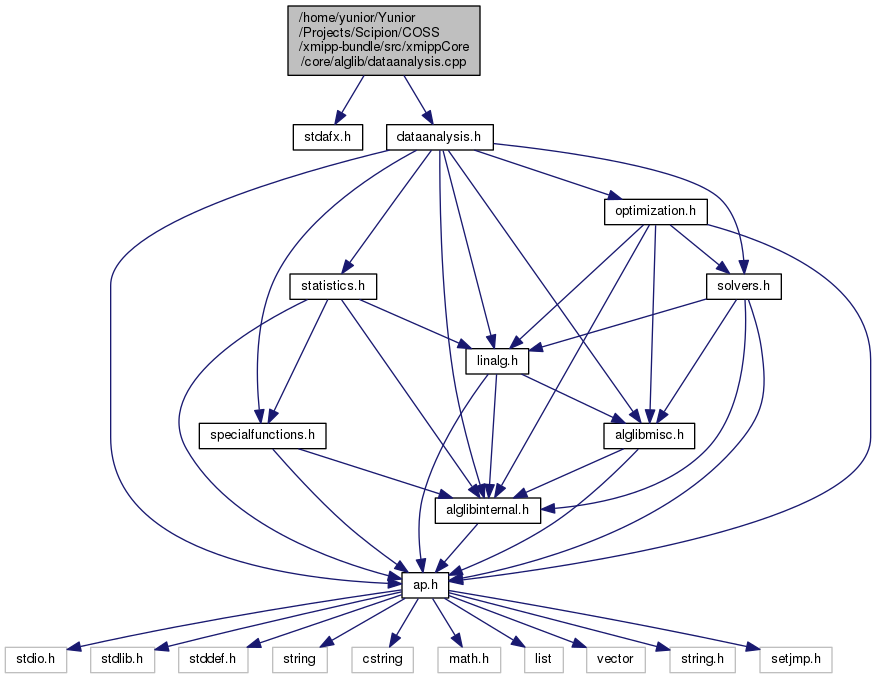 /home/yunior/Yunior
/Projects/Scipion/COSS
/xmipp-bundle/src/xmippCore
/core/alglib/dataanalysis.cpp
stdafx.h
dataanalysis.h
optimization.h
statistics.h
solvers.h
linalg.h
specialfunctions.h
alglibmisc.h
alglibinternal.h
ap.h
stdio.h
stdlib.h
stddef.h
string
cstring
math.h
list
vector
string.h
setjmp.h